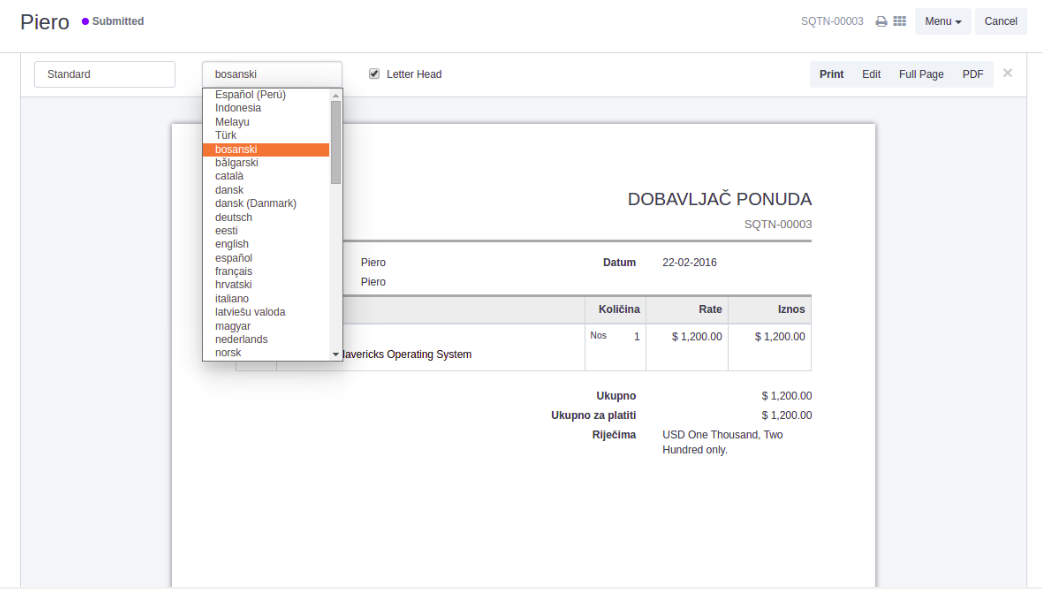 Piero Submitted SQTN-00003 Menu Cancel
Standard bosanski Letter Head Print Edit Full Page PDF
Español (Perú)
Indonesia
Melayu
Türk
bosanski
bălgarski
català
dansk
dansk (Danmark)
deutsch
eesti
english
español
français
hrvatski
italiano
latviešu valoda
magyar
nederlands
norsk
DOBAVLJAČ PONUDA
SQTN-00003
Piero Datum 22-02-2016
Piero
Količina Rate Iznos
Nos 1 $ 1,200.00 $ 1,200.00
avericks Operating System
Ukupno $ 1,200.00
Ukupno za platiti $ 1,200.00
Riječima USD One Thousand, Two
Hundred only.